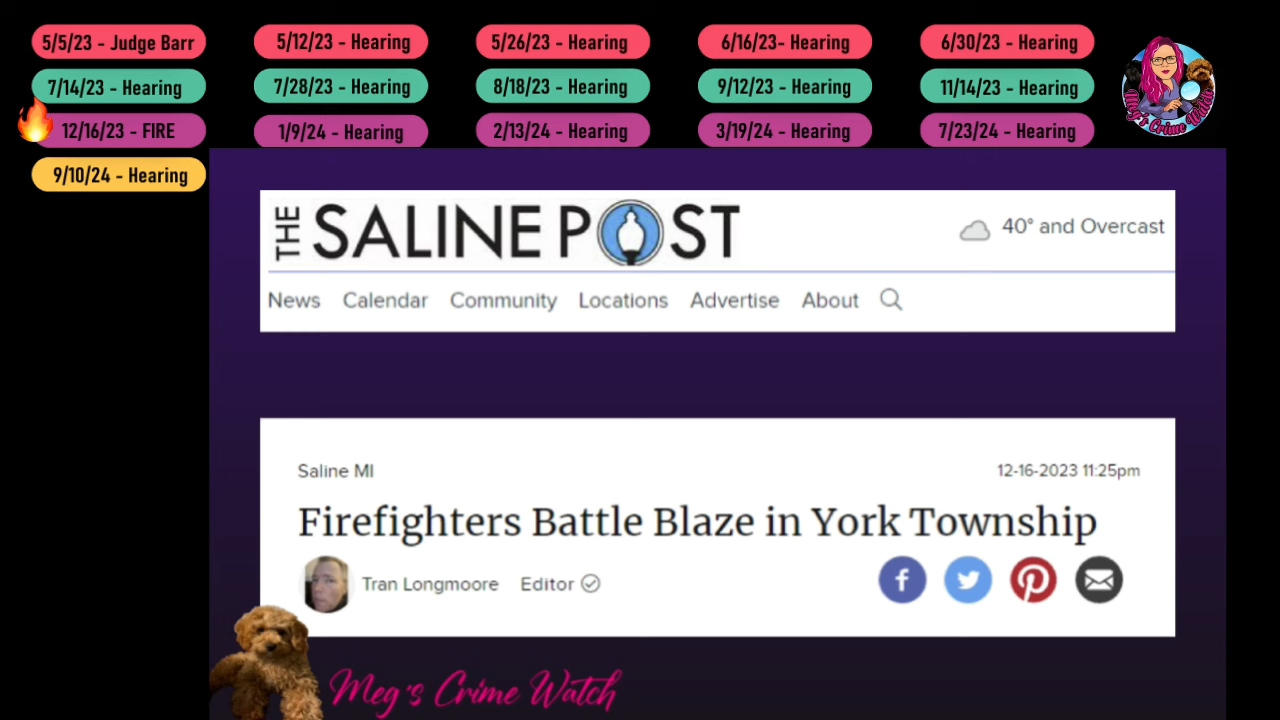 5/5/23 - Judge Barr
5/12/23 - Hearing
5/26/23 - Hearing
6/16/23- Hearing
6/30/23 - Hearing
7/14/23 - Hearing
7/28/23 - Hearing
8/18/23 - Hearing
9/12/23 - Hearing
11/14/23 - Hearing
12/16/23 - FIRE
1/9/24 - Hearing
2/13/24 - Hearing
3/19/24 - Hearing
7/23/24 - Hearing
9/10/24 - Hearing
Meg's Crime Watch
THE SALINE POST
40° and Overcast
News Calendar Community Locations Advertise About
Saline MI
12-16-2023 11:25pm
Firefighters Battle Blaze in York Township
Tran Longmoore Editor
Meg's Crime Watch